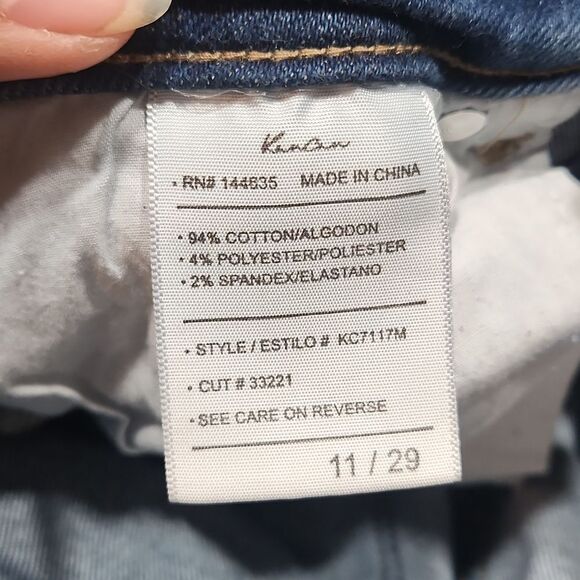 KanCan
• RN# 144635 MADE IN CHINA
• 94% COTTON/ALGODON
• 4% POLYESTER/POLIESTER
• 2% SPANDEX/ELASTANO
• STYLE / ESTILO # KC7117M
• CUT # 33221
• SEE CARE ON REVERSE
11 / 29